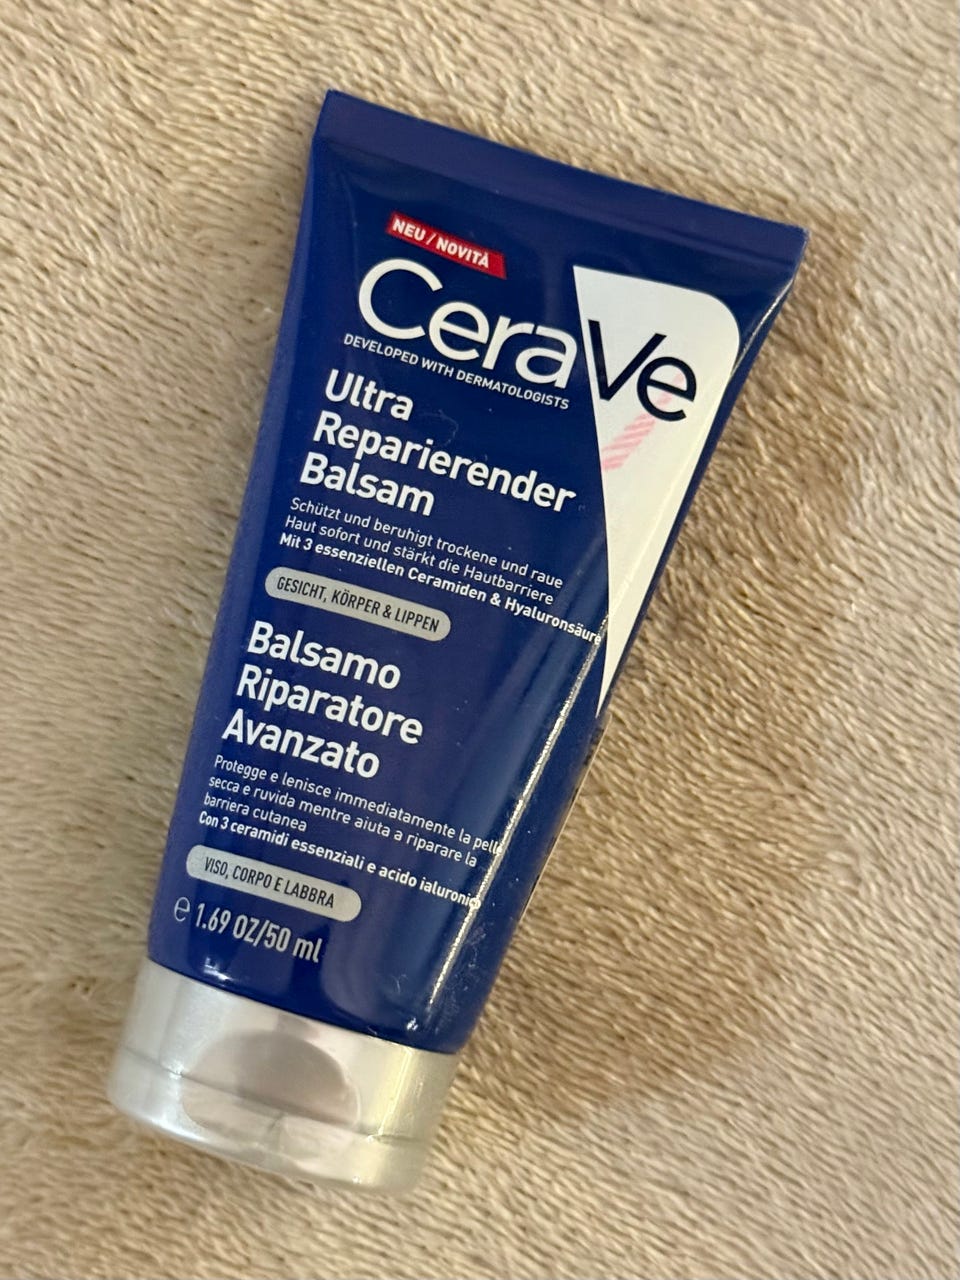 NEU / NOVITÀ
CeraVe
DEVELOPED WITH DERMATOLOGISTS
Ultra
Reparierender
Balsam
Schützt und beruhigt trockene und raue
Haut sofort und stärkt die Hautbarriere
Mit 3 essenziellen Ceramiden & Hyaluronsäure
GESICHT, KÖRPER & LIPPEN
Balsamo
Riparatore
Avanzato
Protegge e lenisce immediatamente la pelle
secca e ruvida mentre aiuta a riparare la
barriera cutanea
Con 3 ceramidi essenziali e acido ialuronico
VISO, CORPO E LABBRA
e 1.69 OZ/50 ml